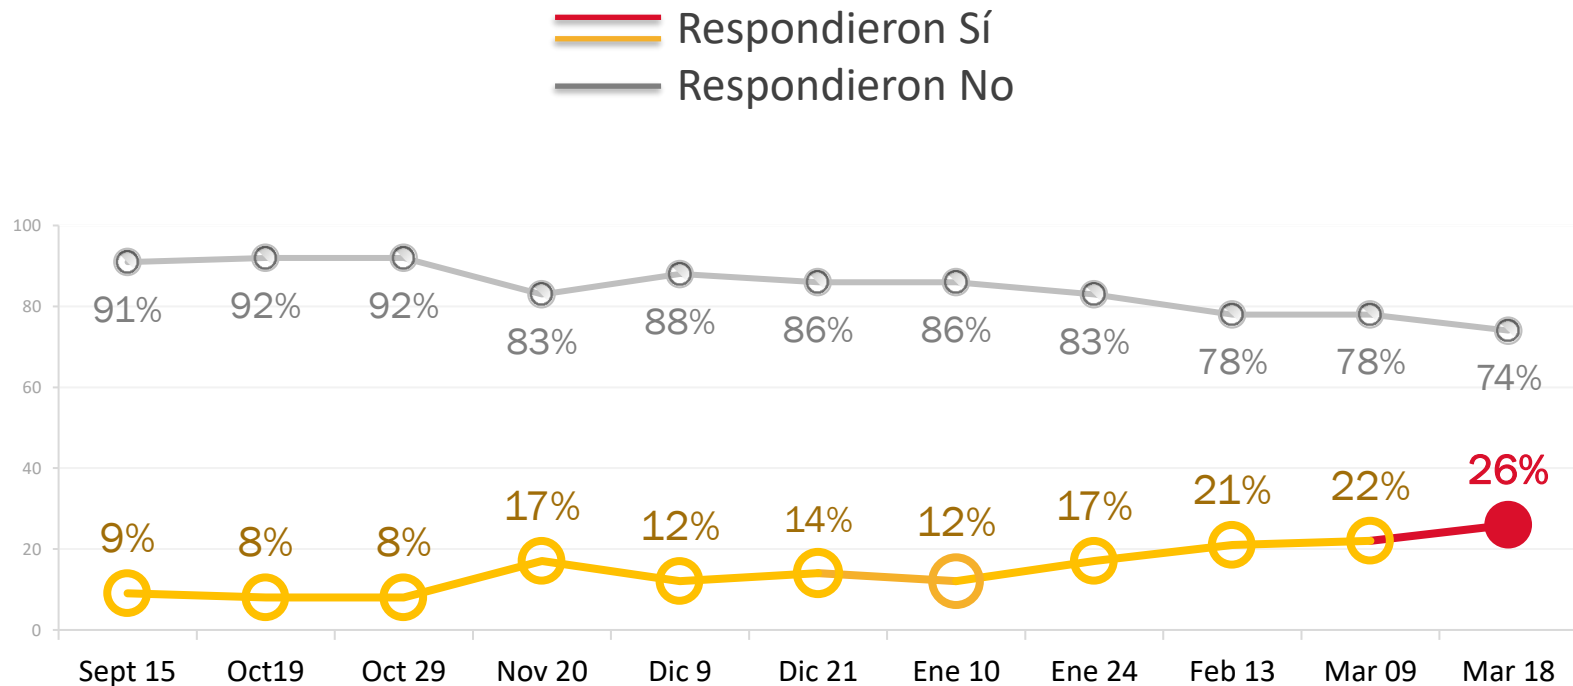 Respondieron Sí
Respondieron No
100
80
60
40
20
0
91%
92%
92%
83%
88%
86%
86%
83%
78%
78%
74%
9%
8%
8%
17%
12%
14%
12%
17%
21%
22%
26%
Sept 15
Oct19
Oct 29
Nov 20
Dic 9
Dic 21
Ene 10
Ene 24
Feb 13
Mar 09
Mar 18